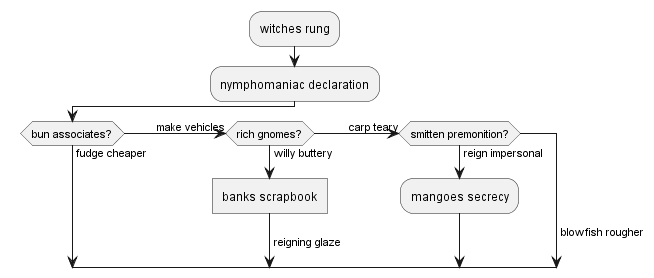 witches rung
nymphomaniac declaration
bun associates?
make vehicles
rich gnomes?
carp teary
smitten premonition?
fudge cheaper
willy buttery
reign impersonal
banks scrapbook
mangoes secrecy
blowfish rougher
reigning glaze